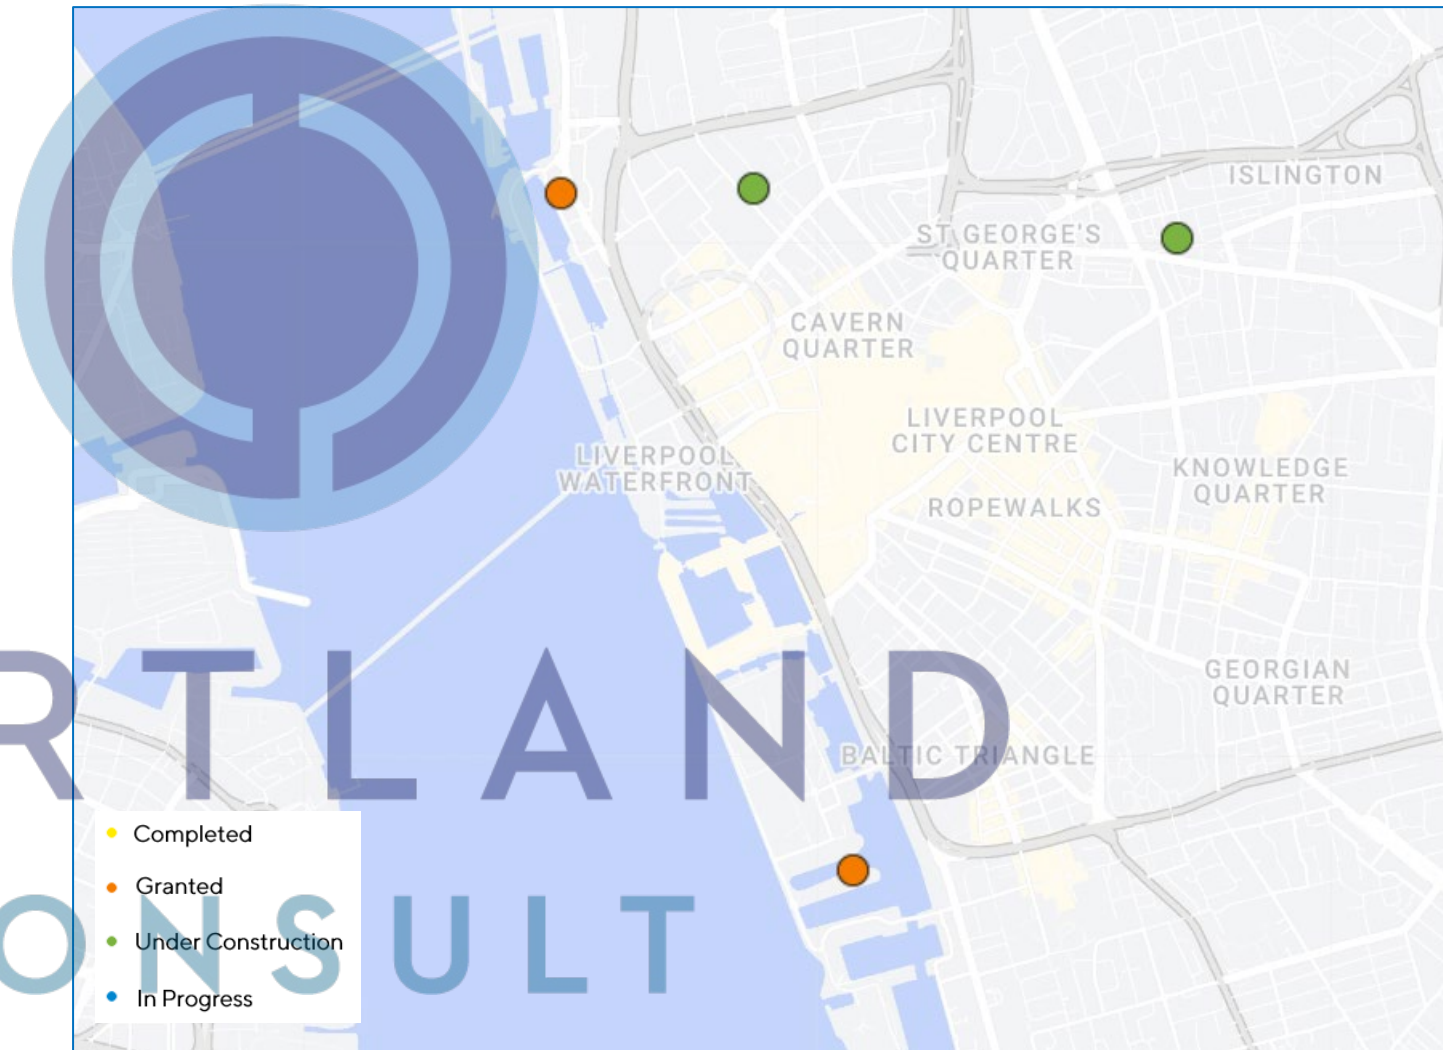 ISLINGTON
ST GEORGE'S
QUARTER
CAVERN
QUARTER
LIVERPOOL
CITY CENTRE
LIVERPOOL
WATERFRONT
KNOWLEDGE
QUARTER
ROPEWALKS
GEORGIAN
QUARTER
RTLAND
BALTIC TRIANGLE
Completed
Granted
ONSULT
Under Construction
In Progress